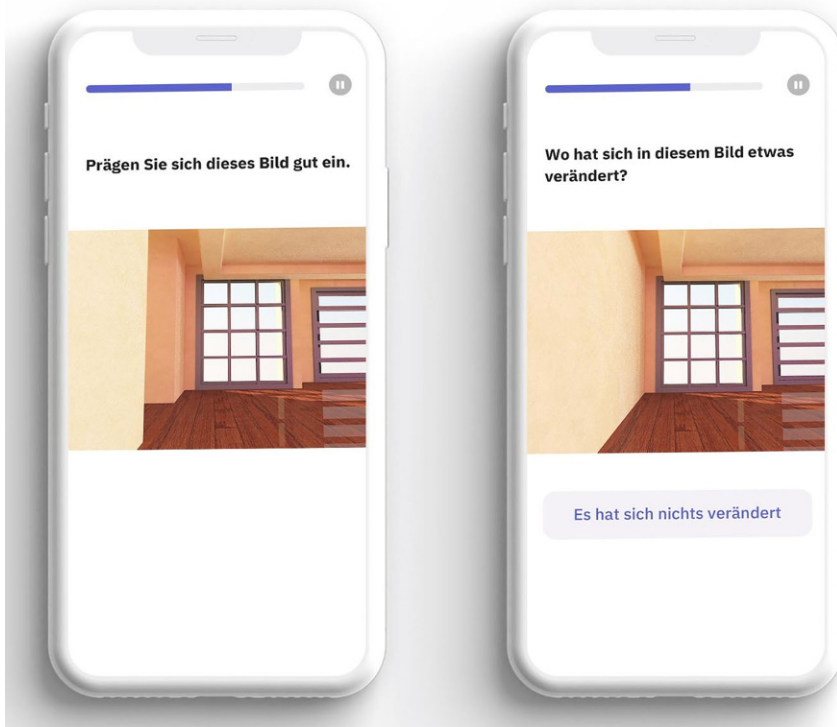 Prägen Sie sich dieses Bild gut ein.
Wo hat sich in diesem Bild etwas
verändert?
Es hat sich nichts verändert